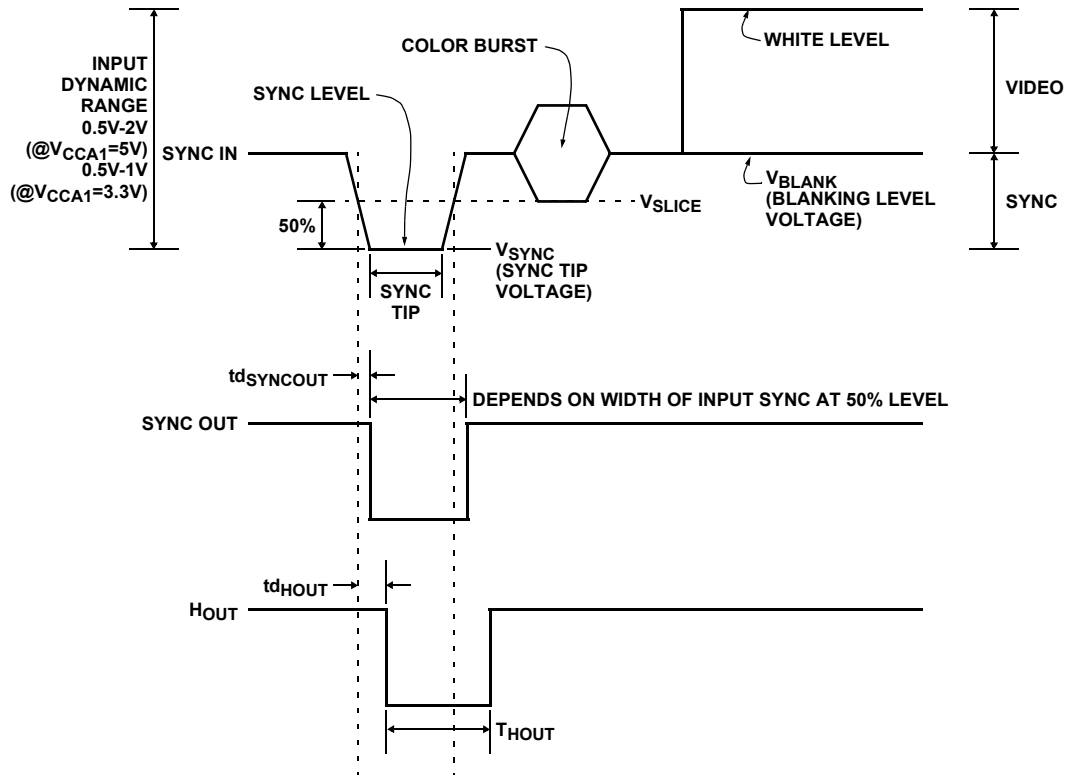 INPUT
DYNAMIC
RANGE
0.5V-2V
(@VCCA1=5V)
0.5V-1V
(@VCCA1=3.3V)
SYNC IN
SYNC LEVEL
COLOR BURST
WHITE LEVEL
VIDEO
VBLANK
(BLANKING LEVEL
VOLTAGE)
SYNC
VSLICE
50%
VSYNC
(SYNC TIP
VOLTAGE)
SYNC
TIP
tdSYNCOUT
DEPENDS ON WIDTH OF INPUT SYNC AT 50% LEVEL
SYNC OUT
tdHOUT
HOUT
THOUT